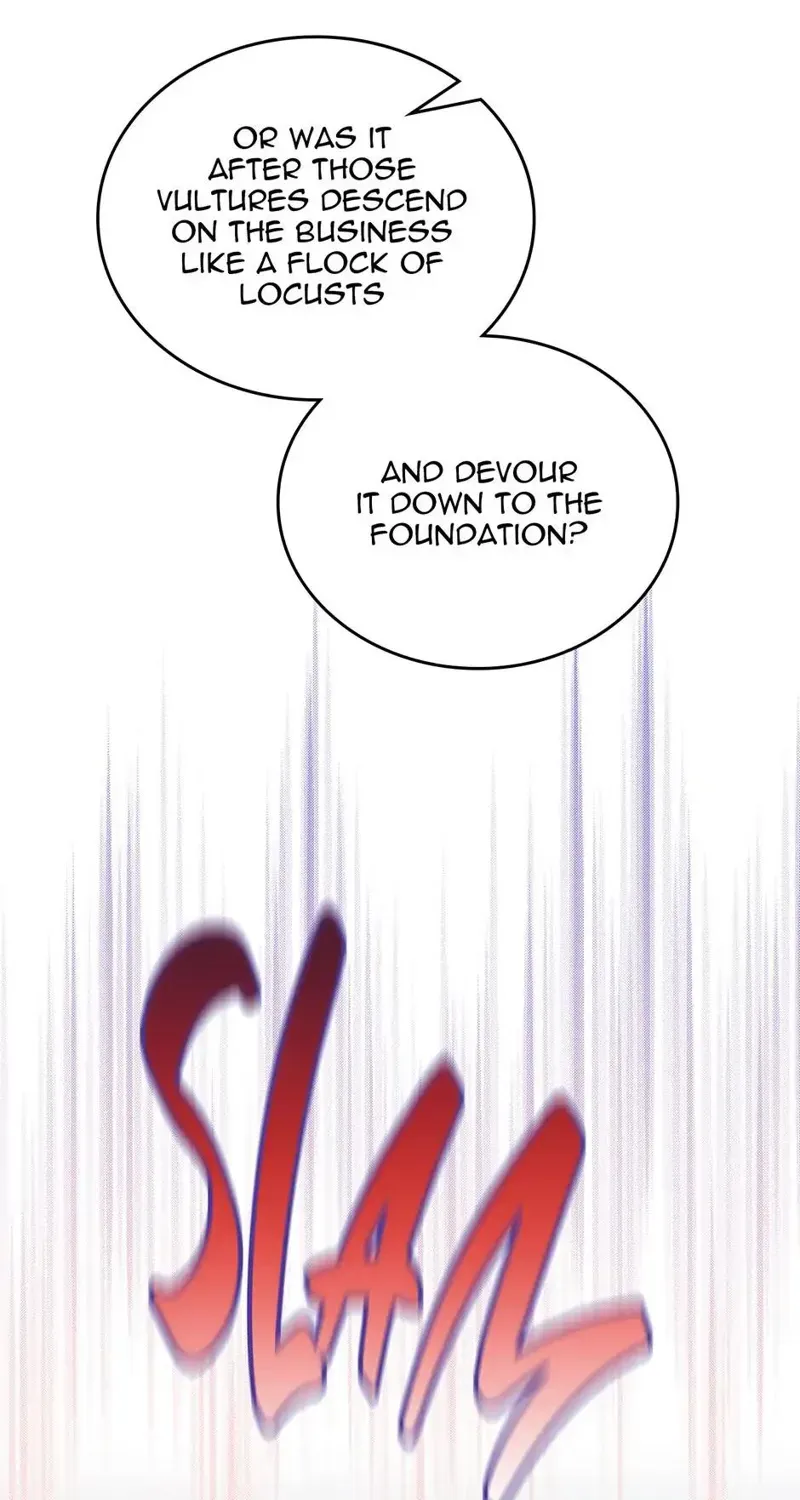 OR WAS IT
AFTER THOSE
VULTURES DESCEND
ON THE BUSINESS
LIKE A FLOCK OF
LOCUSTS
AND DEVOUR
IT DOWN TO THE
FOUNDATION?
SLAM